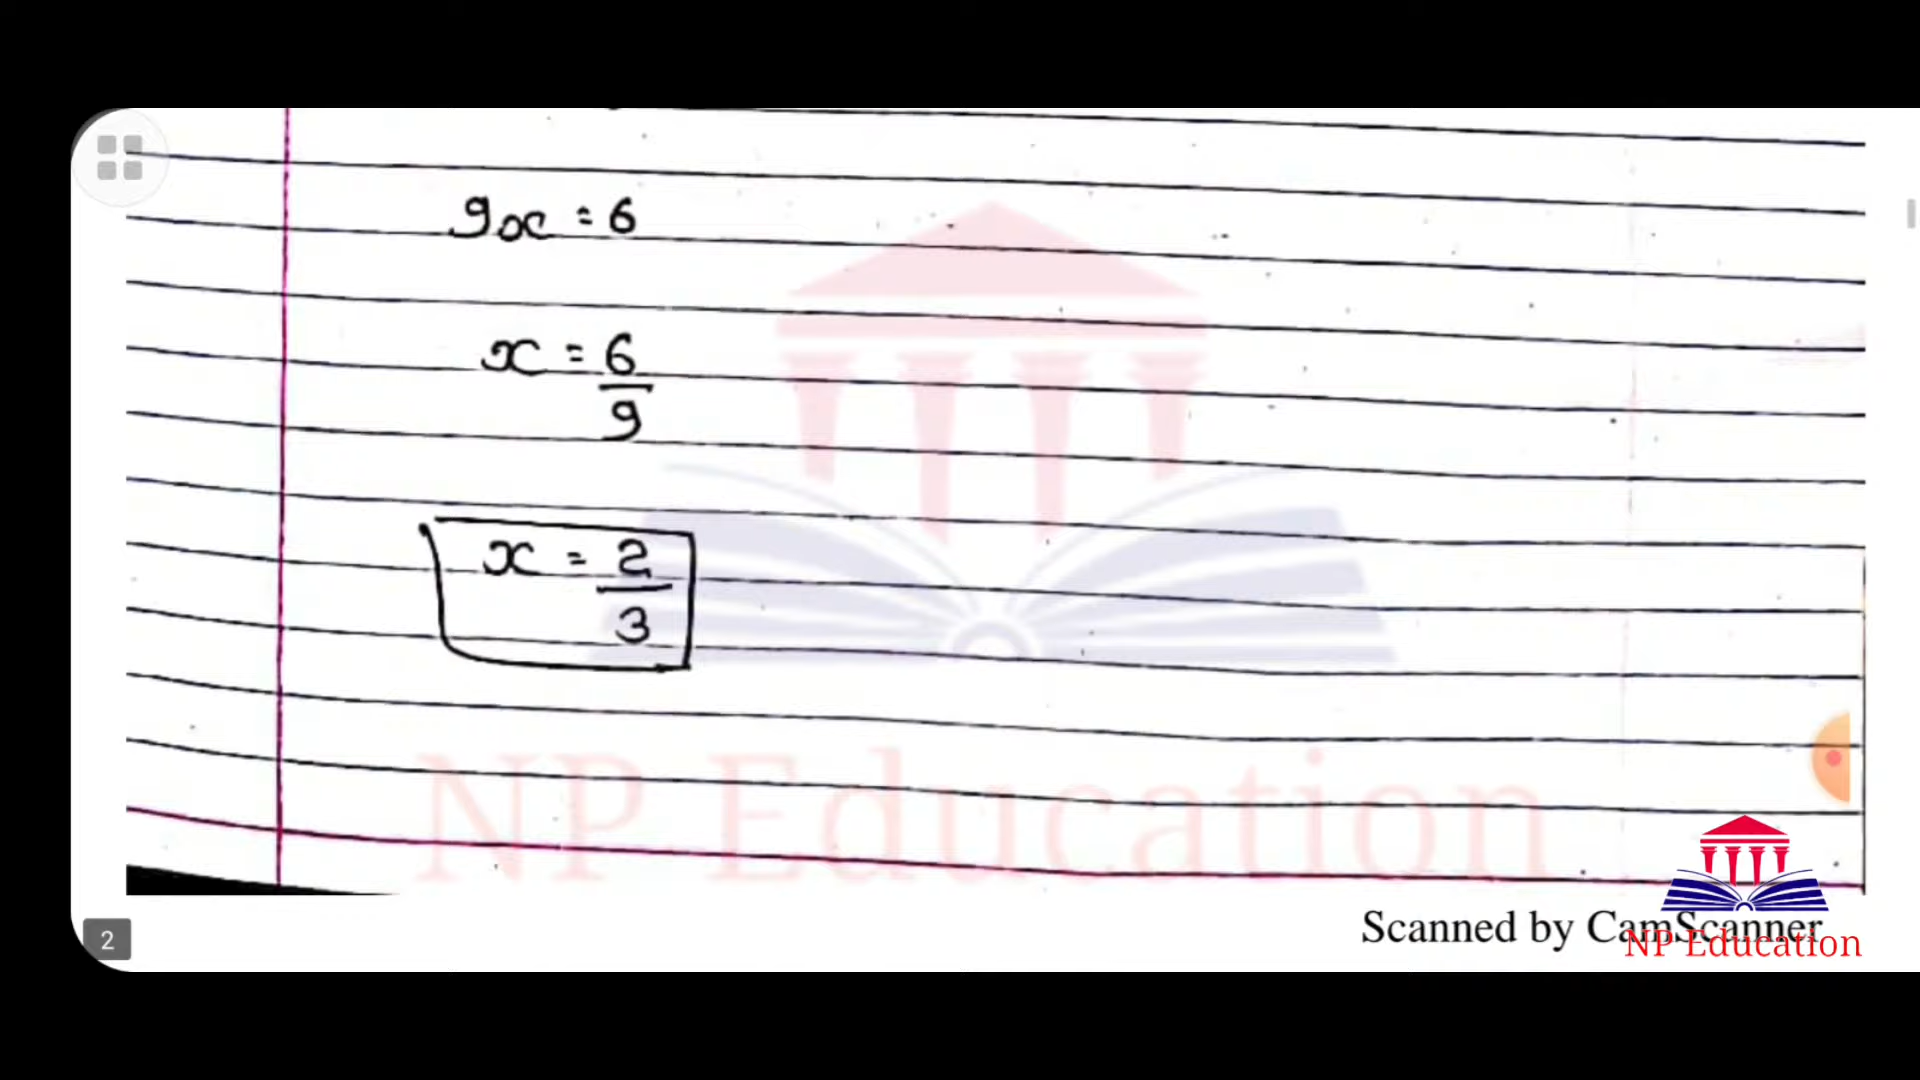 9x = 6
x = 6/9
x = 2/3
NP Education
2
Scanned by CamScanner
NP Education